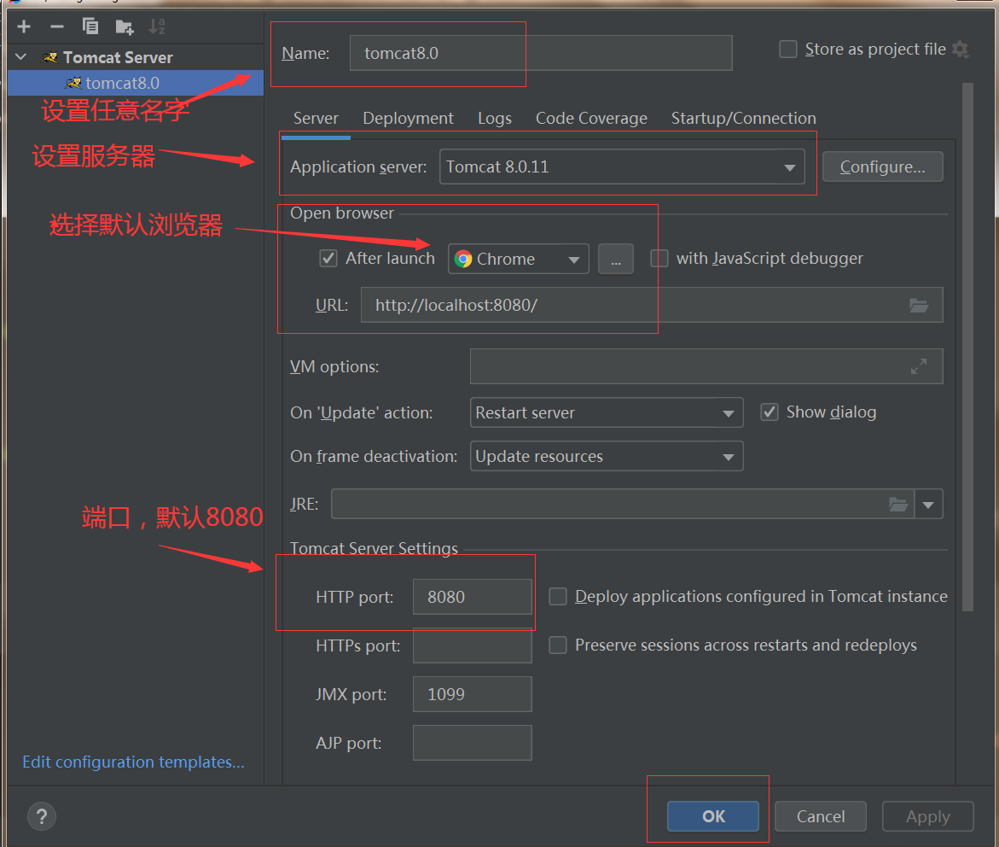 Name: tomcat8.0 Store as project file
Tomcat Server
tomcat8.0
设置任意名字
Server Deployment Logs Code Coverage Startup/Connection
设置服务器
Application server: Tomcat 8.0.11 Configure...
Open browser
选择默认浏览器
After launch Chrome ... with JavaScript debugger
URL: http://localhost:8080/
VM options:
On 'Update' action: Restart server Show dialog
On frame deactivation: Update resources
JRE:
端口，默认8080
Tomcat Server Settings
HTTP port: 8080 Deploy applications configured in Tomcat instance
HTTPs port: Preserve sessions across restarts and redeploys
JMX port: 1099
AJP port:
Edit configuration templates...
? OK Cancel Apply